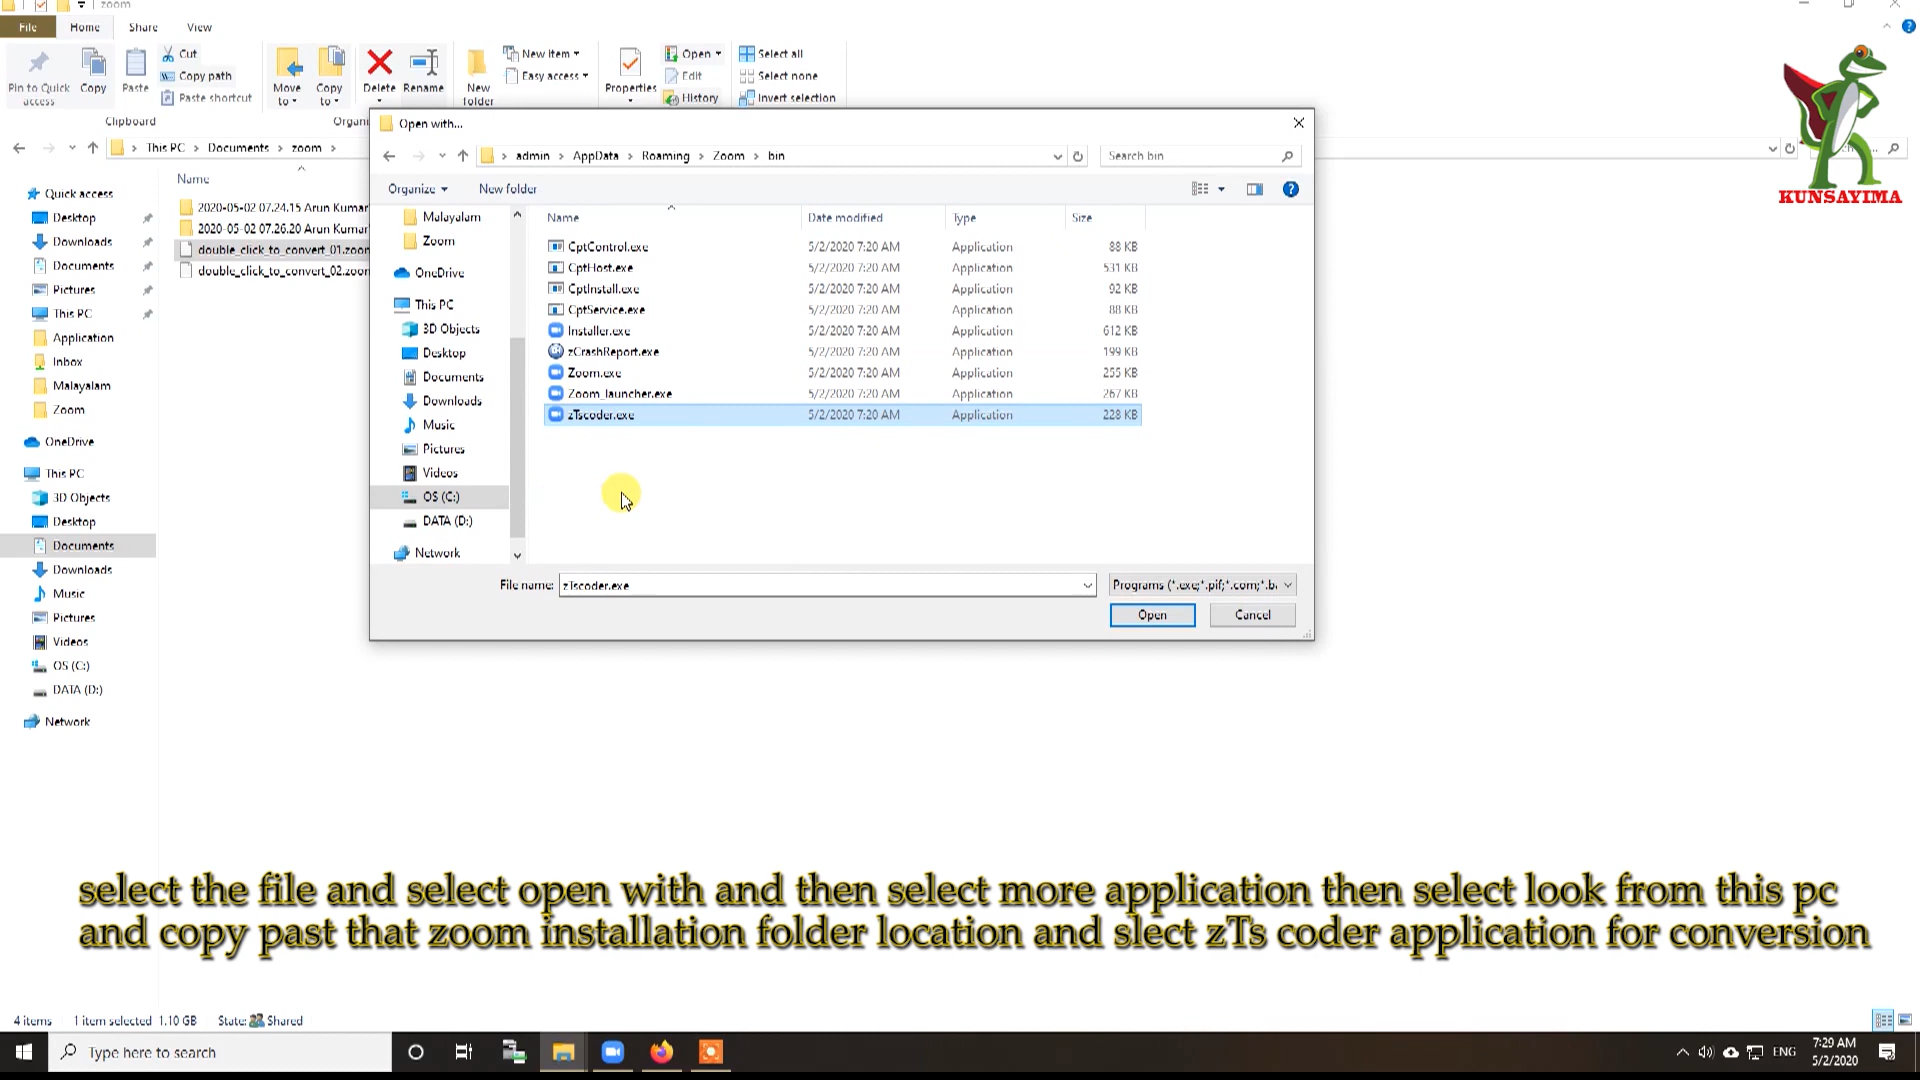 zoom
File Home Share View
Pin to Quick access
Copy
Paste
Cut
Copy path
Paste shortcut
Move to
Copy to
Delete
Rename
New folder
New item
Easy access
Properties
Open
Edit
History
Select all
Select none
Invert selection
Clipboard
Organi
KUNSAYIMA
This PC > Documents > zoom >
Name
2020-05-02 07.24.15 Arun Kumar
2020-05-02 07.26.20 Arun Kumar
double_click_to_convert_01.zoom
double_click_to_convert_02.zoom
Quick access
Desktop
Downloads
Documents
Pictures
This PC
Application
Inbox
Malayalam
Zoom
OneDrive
This PC
3D Objects
Desktop
Documents
Downloads
Music
Pictures
Videos
OS (C:)
DATA (D:)
Network
Open with...
> admin > AppData > Roaming > Zoom > bin
Search bin
Organize New folder
Malayalam
Zoom
OneDrive
This PC
3D Objects
Desktop
Documents
Downloads
Music
Pictures
Videos
OS (C:)
DATA (D:)
Network
Name Date modified Type Size
CptControl.exe 5/2/2020 7:20 AM Application 88 KB
CptHost.exe 5/2/2020 7:20 AM Application 531 KB
CptInstall.exe 5/2/2020 7:20 AM Application 92 KB
CptService.exe 5/2/2020 7:20 AM Application 88 KB
Installer.exe 5/2/2020 7:20 AM Application 612 KB
zCrashReport.exe 5/2/2020 7:20 AM Application 199 KB
Zoom.exe 5/2/2020 7:20 AM Application 255 KB
Zoom_launcher.exe 5/2/2020 7:20 AM Application 267 KB
zTscoder.exe 5/2/2020 7:20 AM Application 228 KB
File name: zTscoder.exe
Programs (*.exe;*.pif;*.com;*.ba
Open Cancel
select the file and select open with and then select more application then select look from this pc
and copy past that zoom installation folder location and slect zTs coder application for conversion
4 items 1 item selected 1.10 GB State: Shared
Type here to search
ENG
7:29 AM
5/2/2020